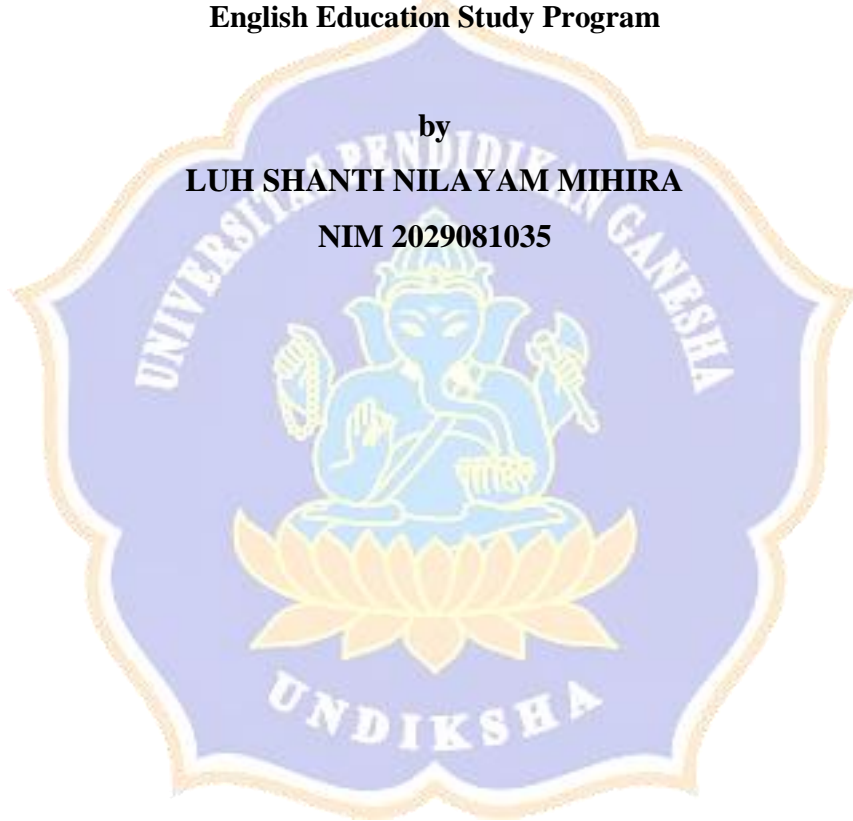 English Education Study Program
by
LUH SHANTI NILAYAM MIHIRA
NIM 2029081035
UNIVERSITAS PENDIDIKAN GANESHA
UNDIKSHA